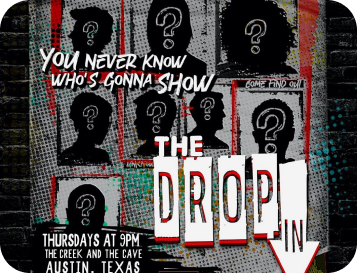 YOU NEVER KNOW
WHO'S GONNA SHOW
COME FIND OUT
THE
DROP
IN
THURSDAYS AT 9PM
THE CREEK AND THE CAVE
AUSTIN, TEXAS